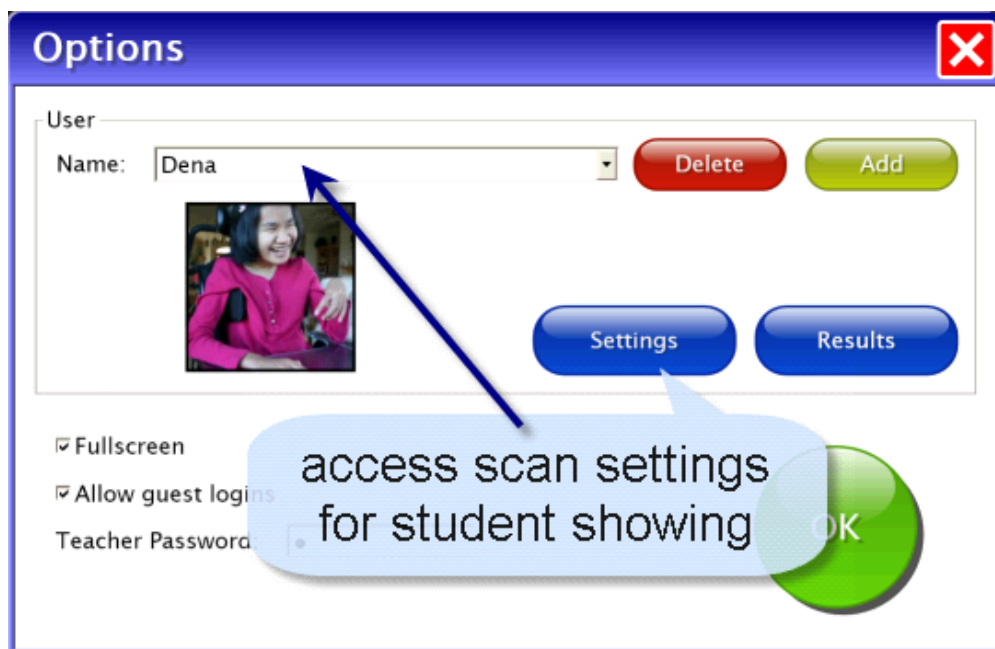 Options
User
Name: Dena Delete Add
Settings Results
Fullscreen
Allow guest logins
Teacher Password:
access scan settings
for student showing
OK